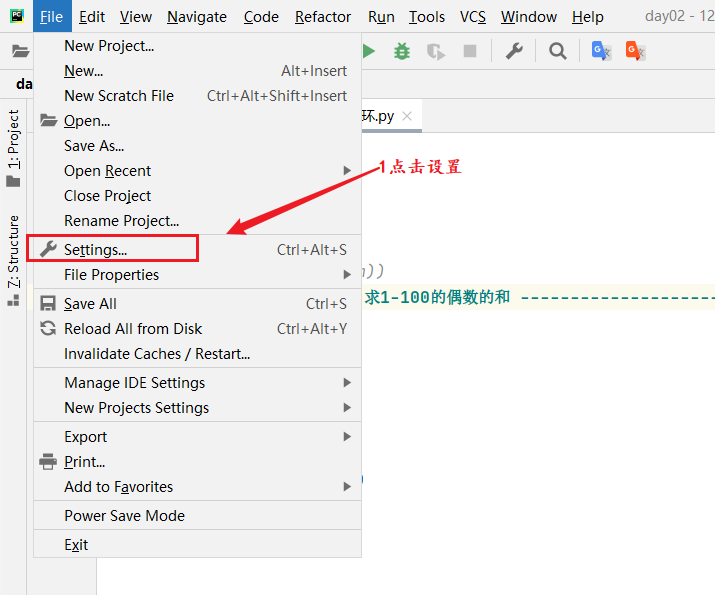 PC
File Edit View Navigate Code Refactor Run Tools VCS Window Help day02 - 12
da
环.py
1: Project
Z: Structure
New Project...
New... Alt+Insert
New Scratch File Ctrl+Alt+Shift+Insert
Open...
Save As...
Open Recent
Close Project
Rename Project...
Settings... Ctrl+Alt+S
File Properties
Save All Ctrl+S
Reload All from Disk Ctrl+Alt+Y
Invalidate Caches / Restart...
Manage IDE Settings
New Projects Settings
Export
Print...
Add to Favorites
Power Save Mode
Exit
1点击设置
))
求1-100的偶数的和 ---------------------